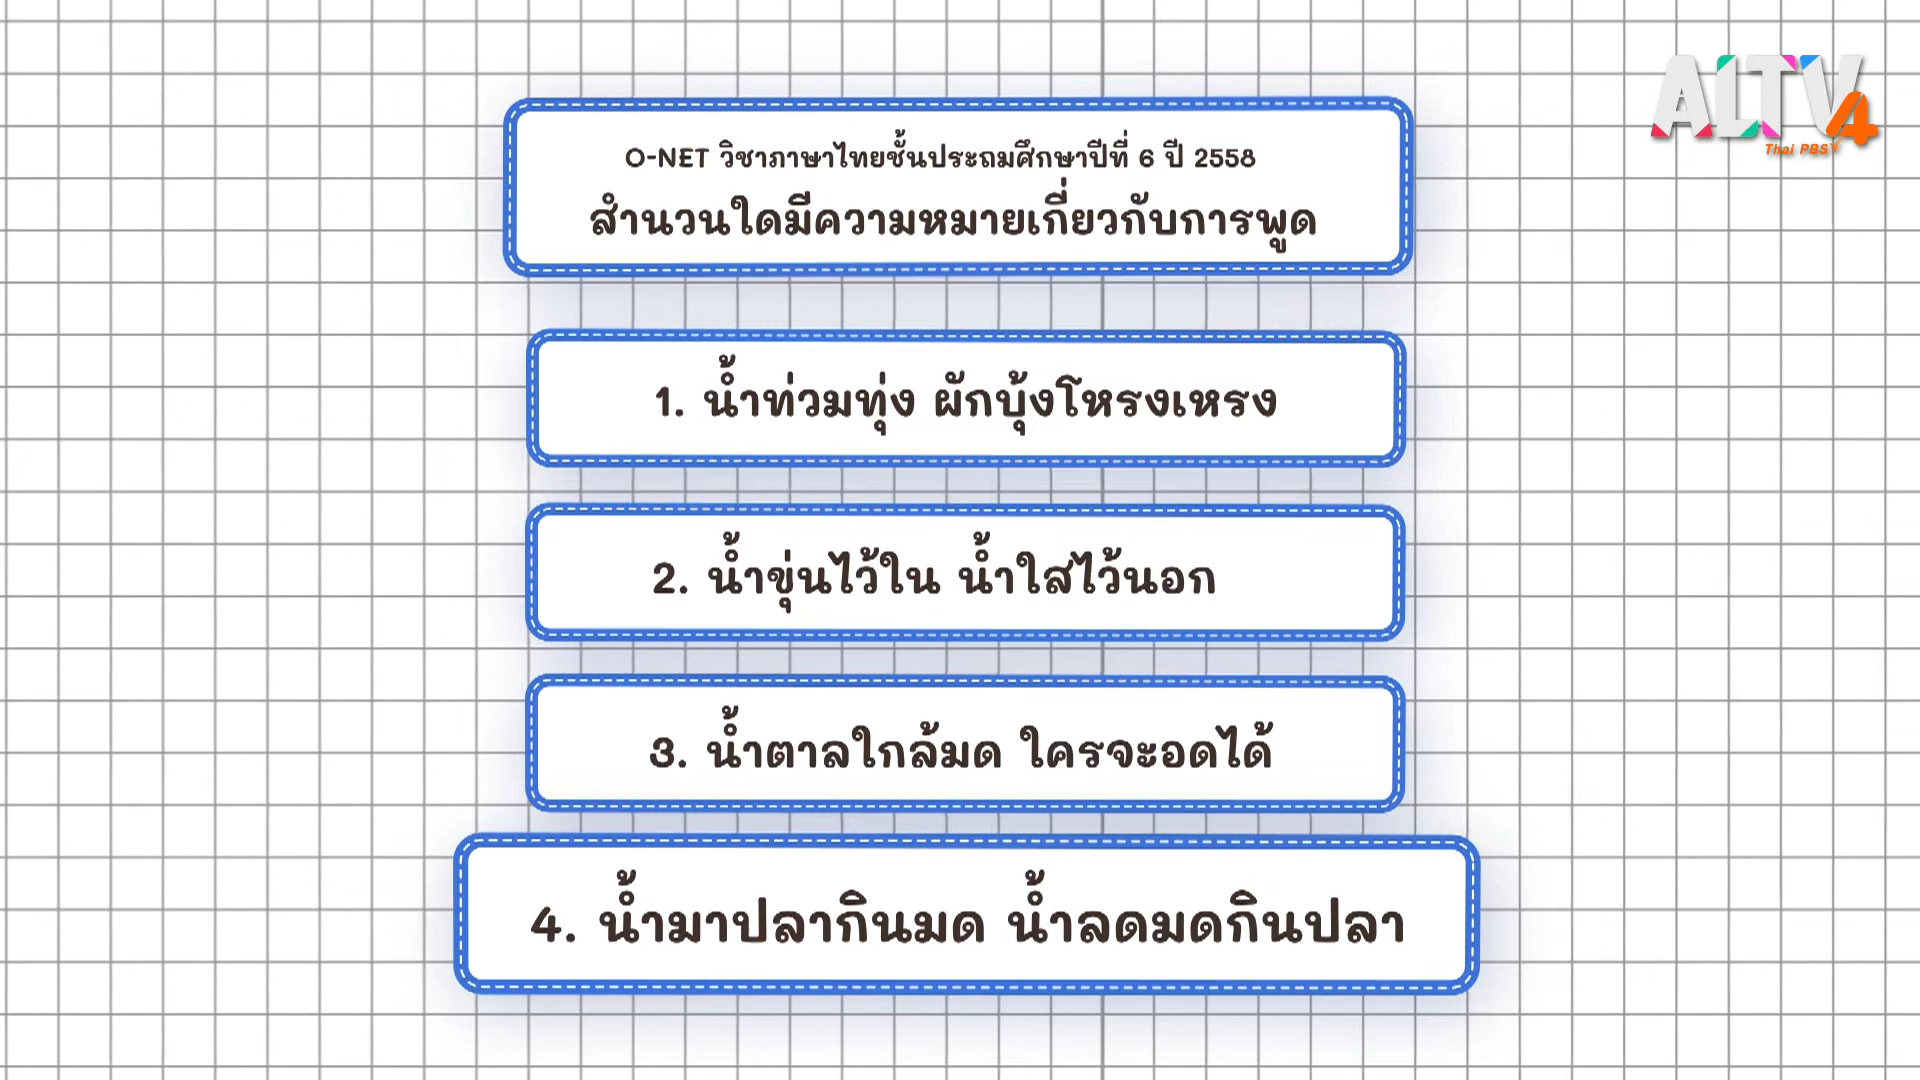 ALTV4
Thai PBS
O-NET วิชาภาษาไทยชั้นประถมศึกษาปีที่ 6 ปี 2558
สำนวนใดมีความหมายเกี่ยวกับการพูด
1. น้ำท่วมทุ่ง ผักบุ้งโหรงเหรง
2. น้ำขุ่นไว้ใน น้ำใสไว้นอก
3. น้ำตาลใกล้มด ใครจะอดได้
4. น้ำมาปลากินมด น้ำลดมดกินปลา